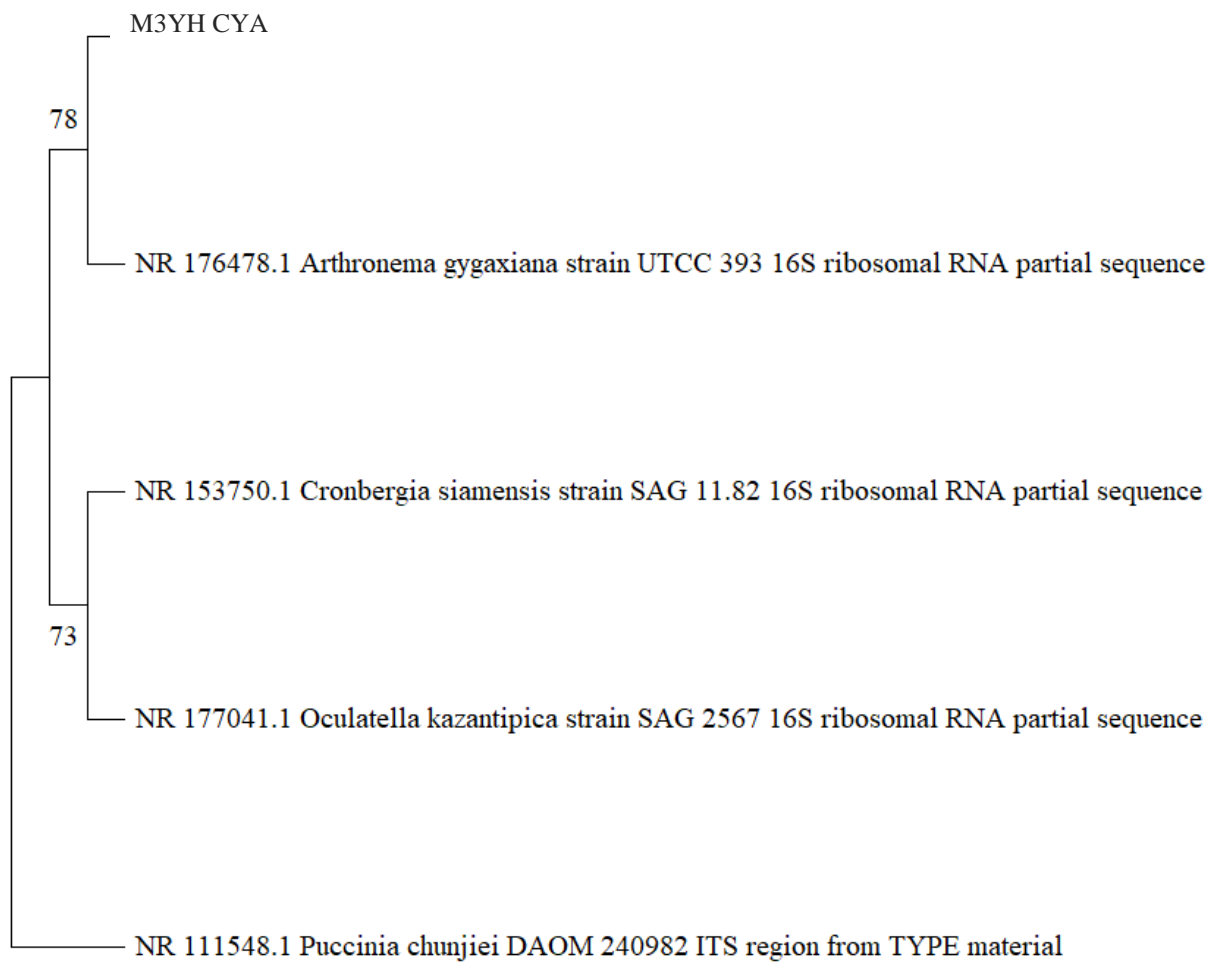 M3YH CYA
78
NR 176478.1 Arthronema gygaxiana strain UTCC 393 16S ribosomal RNA partial sequence
NR 153750.1 Cronbergia siamensis strain SAG 11.82 16S ribosomal RNA partial sequence
73
NR 177041.1 Oculatella kazantipica strain SAG 2567 16S ribosomal RNA partial sequence
NR 111548.1 Puccinia chunjiei DAOM 240982 ITS region from TYPE material